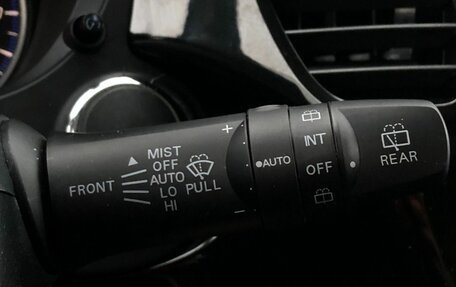 MIST
OFF
FRONT AUTO PULL
LO
HI
+
−
●AUTO
INT
OFF
REAR